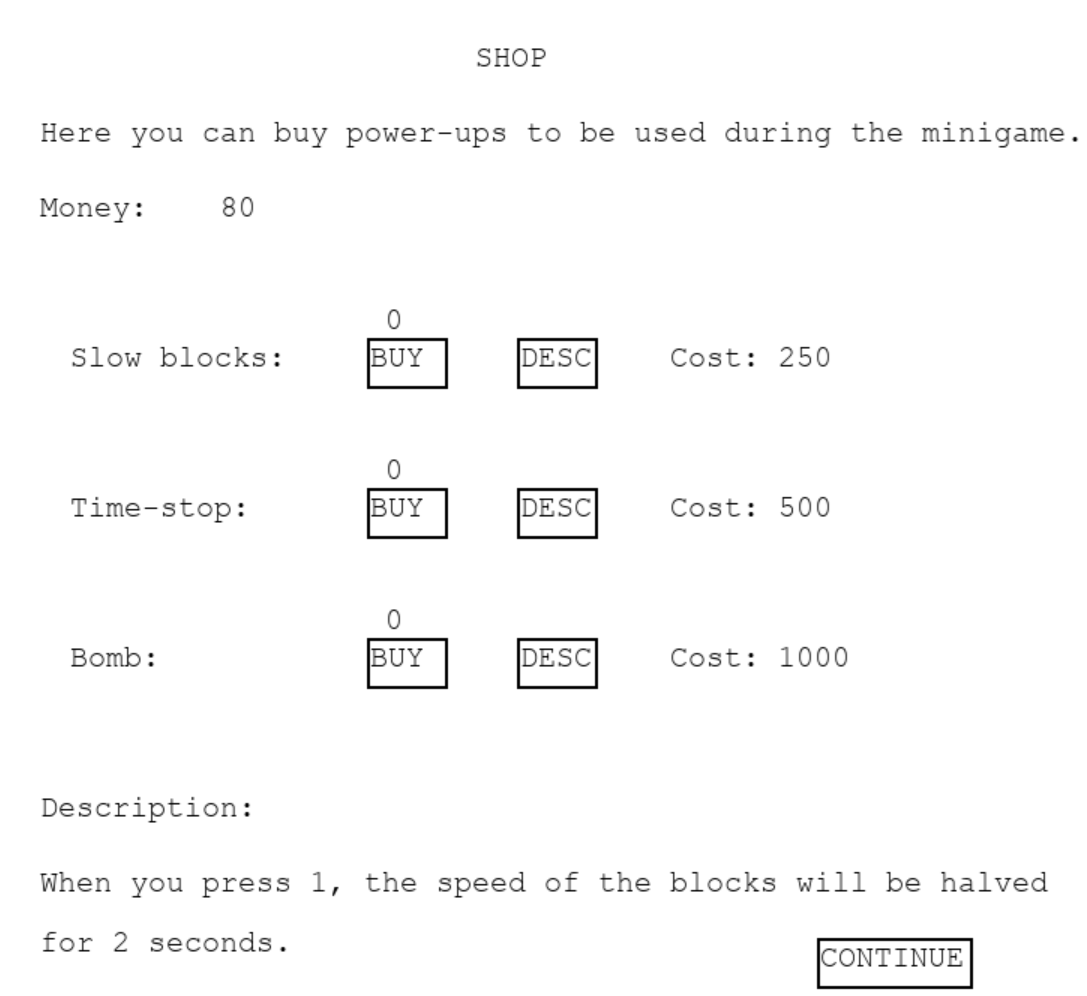 SHOP
Here you can buy power-ups to be used during the minigame.
Money: 80
0
Slow blocks: BUY DESC Cost: 250
0
Time-stop: BUY DESC Cost: 500
0
Bomb: BUY DESC Cost: 1000
Description:
When you press 1, the speed of the blocks will be halved
for 2 seconds.
CONTINUE